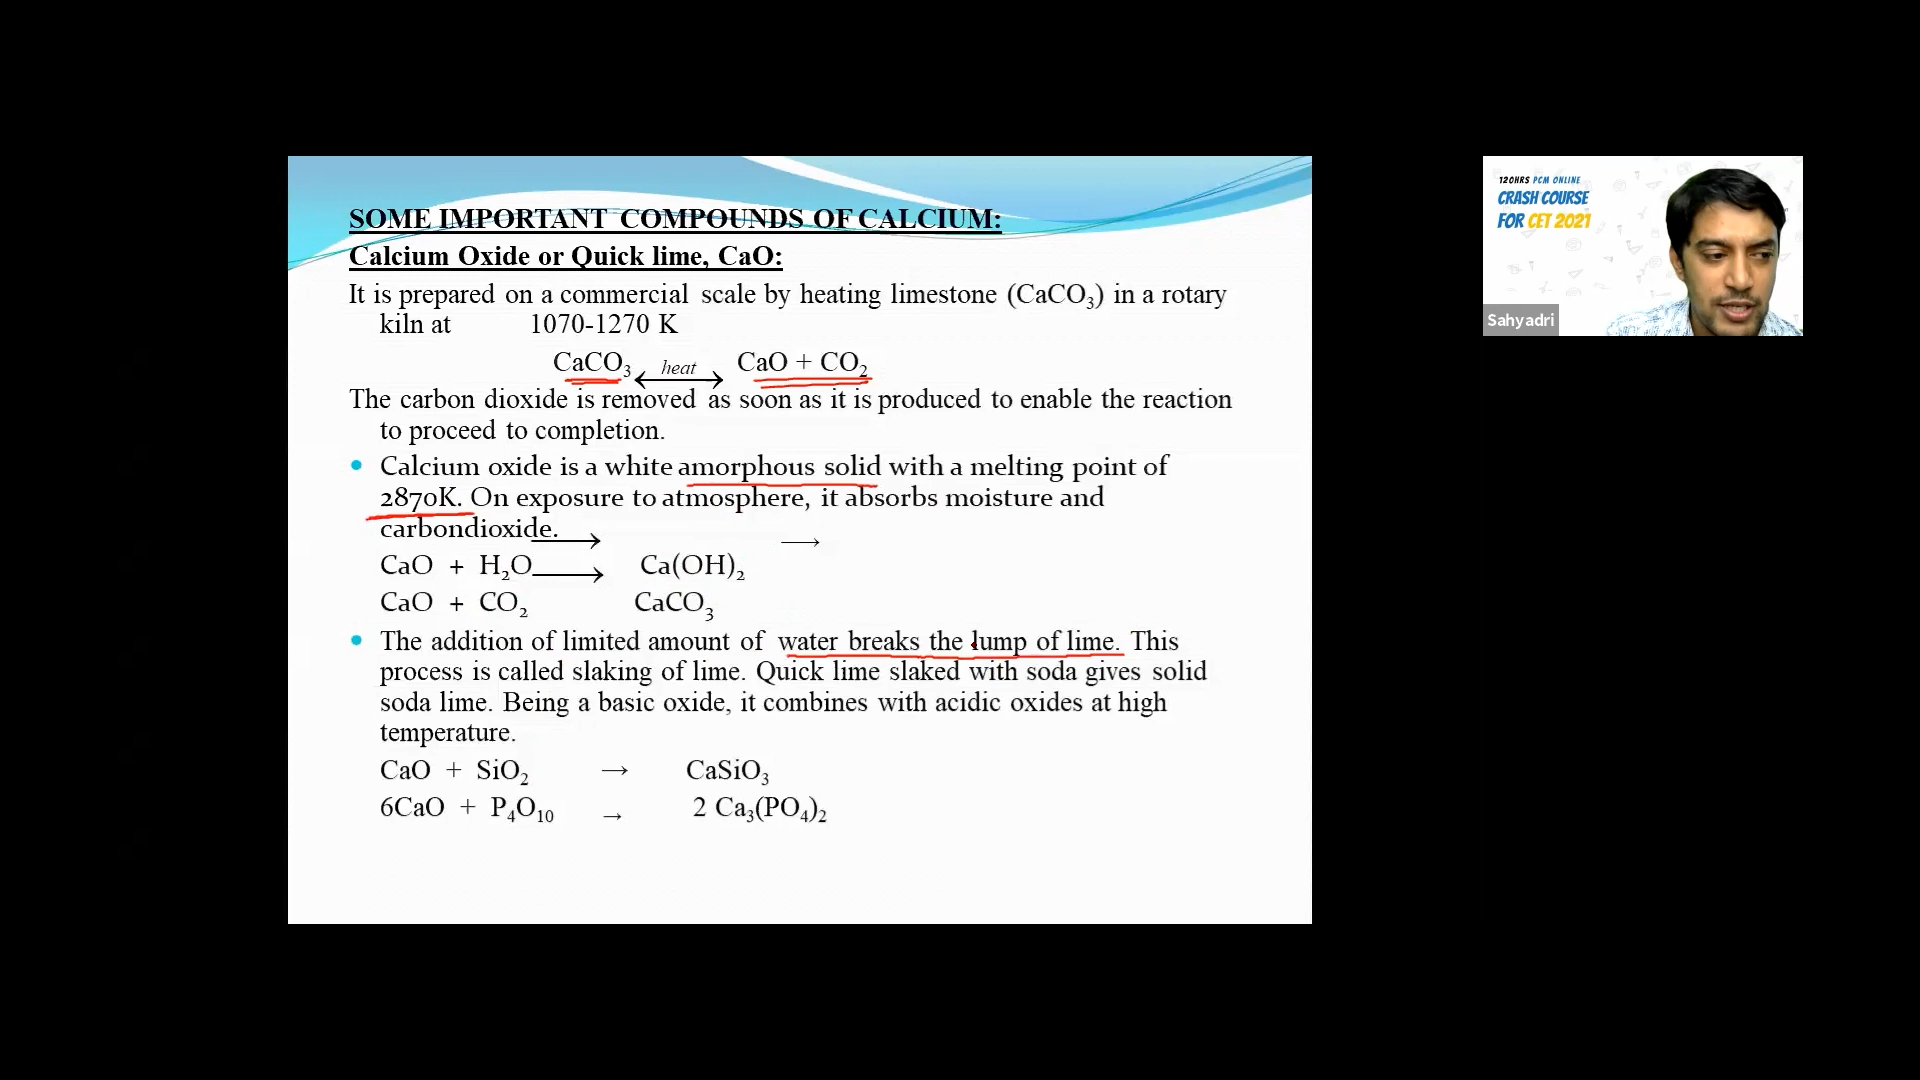 SOME IMPORTANT COMPOUNDS OF CALCIUM:
Calcium Oxide or Quick lime, CaO:
It is prepared on a commercial scale by heating limestone (CaCO₃) in a rotary
kiln at 1070-1270 K
CaCO₃ ⟷ heat CaO + CO₂
The carbon dioxide is removed as soon as it is produced to enable the reaction
to proceed to completion.
• Calcium oxide is a white amorphous solid with a melting point of
2870K. On exposure to atmosphere, it absorbs moisture and
carbondioxide.
CaO + H₂O ⟶ Ca(OH)₂
CaO + CO₂ CaCO₃
• The addition of limited amount of water breaks the lump of lime. This
process is called slaking of lime. Quick lime slaked with soda gives solid
soda lime. Being a basic oxide, it combines with acidic oxides at high
temperature.
CaO + SiO₂ → CaSiO₃
6CaO + P₄O₁₀ → 2 Ca₃(PO₄)₂
120HRS PCM ONLINE
CRASH COURSE
FOR CET 2021
Sahyadri